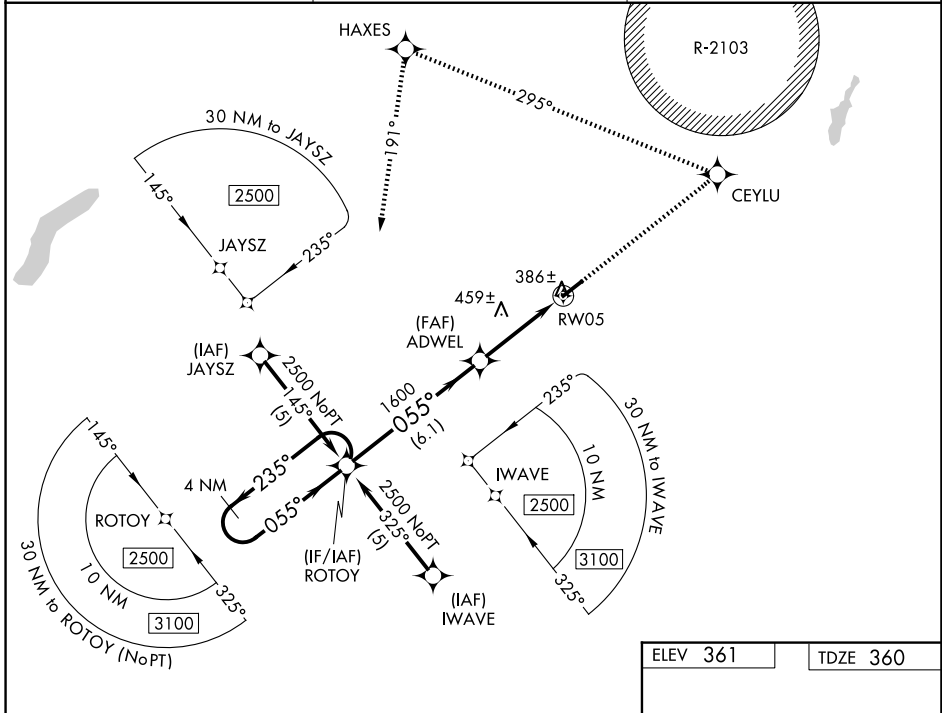 HAXES
R-2103
295°
191°
30 NM to JAYSZ
145°
2500
235°
JAYSZ
CEYLU
386±
459±
RW05
(FAF)
ADWEL
(IAF)
JAYSZ
2500 NoPT
145°
(5)
1600
055°
(6.1)
235°
30 NM to IWAVE
10 NM
IWAVE
2500
3100
325°
145°
4 NM
235°
055°
ROTOY
2500
10 NM
325°
3100
30 NM to ROTOY (NoPT)
(IF/IAF)
ROTOY
2500 NoPT
325°
(5)
(IAF)
IWAVE
ELEV 361
TDZE 360